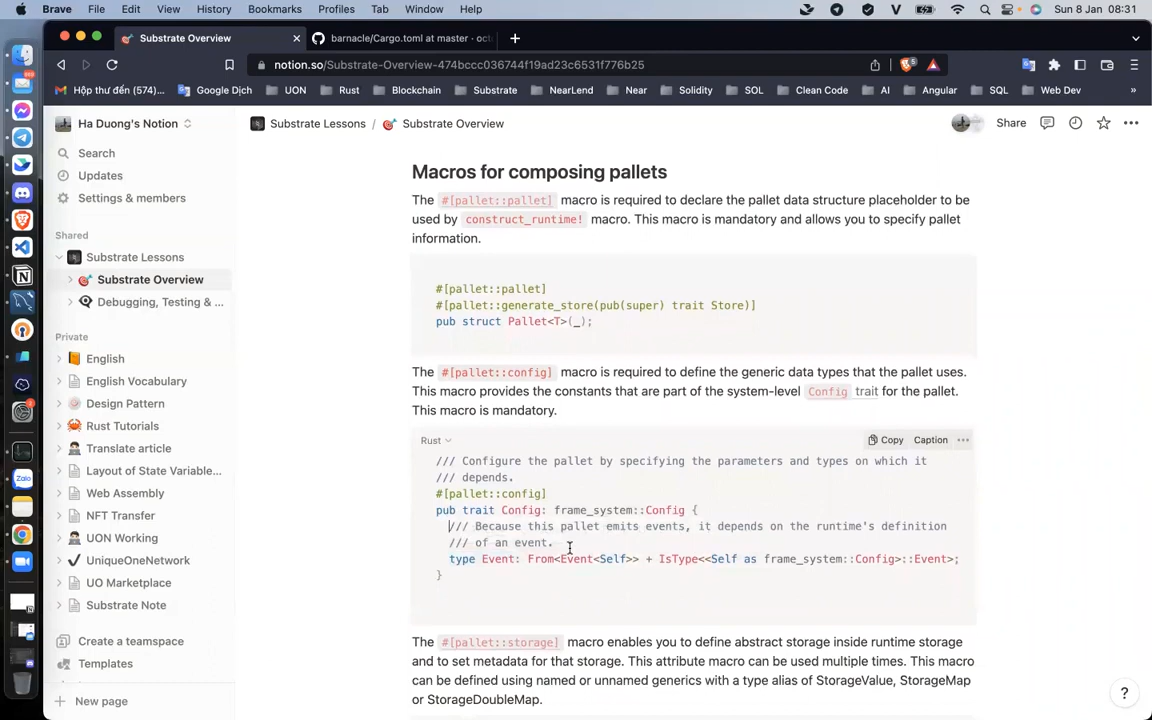 Brave File Edit View History Bookmarks Profiles Tab Window Help Sun 8 Jan 08:31
Substrate Overview barnacle/Cargo.toml at master · oct
notion.so/Substrate-Overview-474bccc036744f19ad23c6531f776b25
Hộp thư đến (574)... Google Dịch UON Rust Blockchain Substrate NearLend Near Solidity SOL Clean Code AI Angular SQL Web Dev »
Ha Duong's Notion
Search
Updates
Settings & members
Shared
Substrate Lessons
Substrate Overview
Debugging, Testing & ...
Private
English
English Vocabulary
Design Pattern
Rust Tutorials
Translate article
Layout of State Variable...
Web Assembly
NFT Transfer
UON Working
UniqueOneNetwork
UO Marketplace
Substrate Note
Create a teamspace
Templates
New page
Substrate Lessons / Substrate Overview Share
Macros for composing pallets
The #[pallet::pallet] macro is required to declare the pallet data structure placeholder to be
used by construct_runtime! macro. This macro is mandatory and allows you to specify pallet
information.
#[pallet::pallet]
#[pallet::generate_store(pub(super) trait Store)]
pub struct Pallet<T>(_);
The #[pallet::config] macro is required to define the generic data types that the pallet uses.
This macro provides the constants that are part of the system-level Config trait for the pallet.
This macro is mandatory.
Rust Copy Caption
/// Configure the pallet by specifying the parameters and types on which it
/// depends.
#[pallet::config]
pub trait Config: frame_system::Config {
/// Because this pallet emits events, it depends on the runtime's definition
/// of an event.
type Event: From<Event<Self>> + IsType<<Self as frame_system::Config>::Event>;
}
The #[pallet::storage] macro enables you to define abstract storage inside runtime storage
and to set metadata for that storage. This attribute macro can be used multiple times. This macro
can be defined using named or unnamed generics with a type alias of StorageValue, StorageMap
or StorageDoubleMap.
?